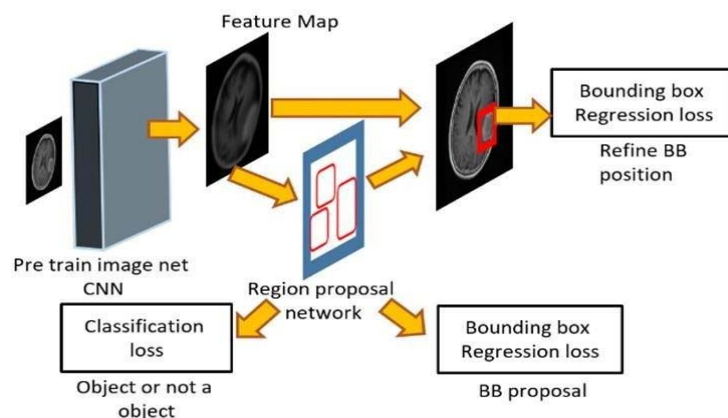 Feature Map
Bounding box
Regression loss
Refine BB
position
Pre train image net
CNN
Region proposal
network
Classification
loss
Object or not a
object
Bounding box
Regression loss
BB proposal